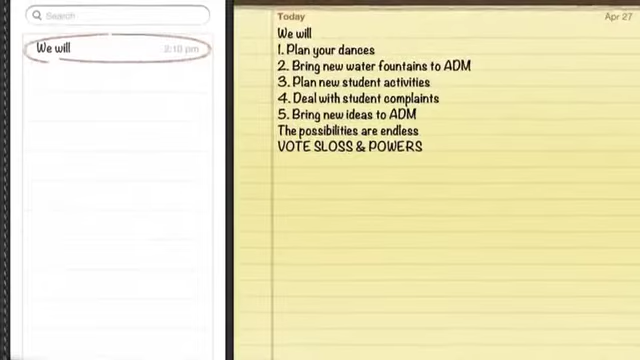 Search
We will 2:10 pm
Today Apr 27
We will
1. Plan your dances
2. Bring new water fountains to ADM
3. Plan new student activities
4. Deal with student complaints
5. Bring new ideas to ADM
The possibilities are endless
VOTE SLOSS & POWERS